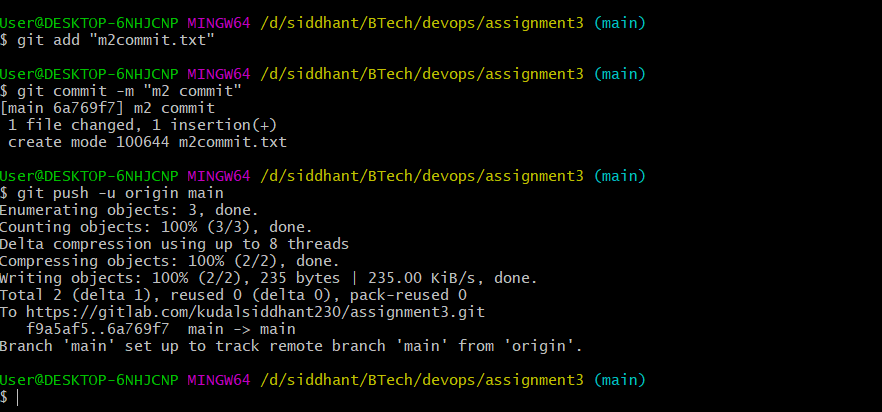 User@DESKTOP-6NHJCNP MINGW64 /d/siddhant/BTech/devops/assignment3 (main)
$ git add "m2commit.txt"
User@DESKTOP-6NHJCNP MINGW64 /d/siddhant/BTech/devops/assignment3 (main)
$ git commit -m "m2 commit"
[main 6a769f7] m2 commit
 1 file changed, 1 insertion(+)
 create mode 100644 m2commit.txt
User@DESKTOP-6NHJCNP MINGW64 /d/siddhant/BTech/devops/assignment3 (main)
$ git push -u origin main
Enumerating objects: 3, done.
Counting objects: 100% (3/3), done.
Delta compression using up to 8 threads
Compressing objects: 100% (2/2), done.
Writing objects: 100% (2/2), 235 bytes | 235.00 KiB/s, done.
Total 2 (delta 1), reused 0 (delta 0), pack-reused 0
To https://gitlab.com/kudalsiddhant230/assignment3.git
   f9a5af5..6a769f7  main -> main
Branch 'main' set up to track remote branch 'main' from 'origin'.
User@DESKTOP-6NHJCNP MINGW64 /d/siddhant/BTech/devops/assignment3 (main)
$